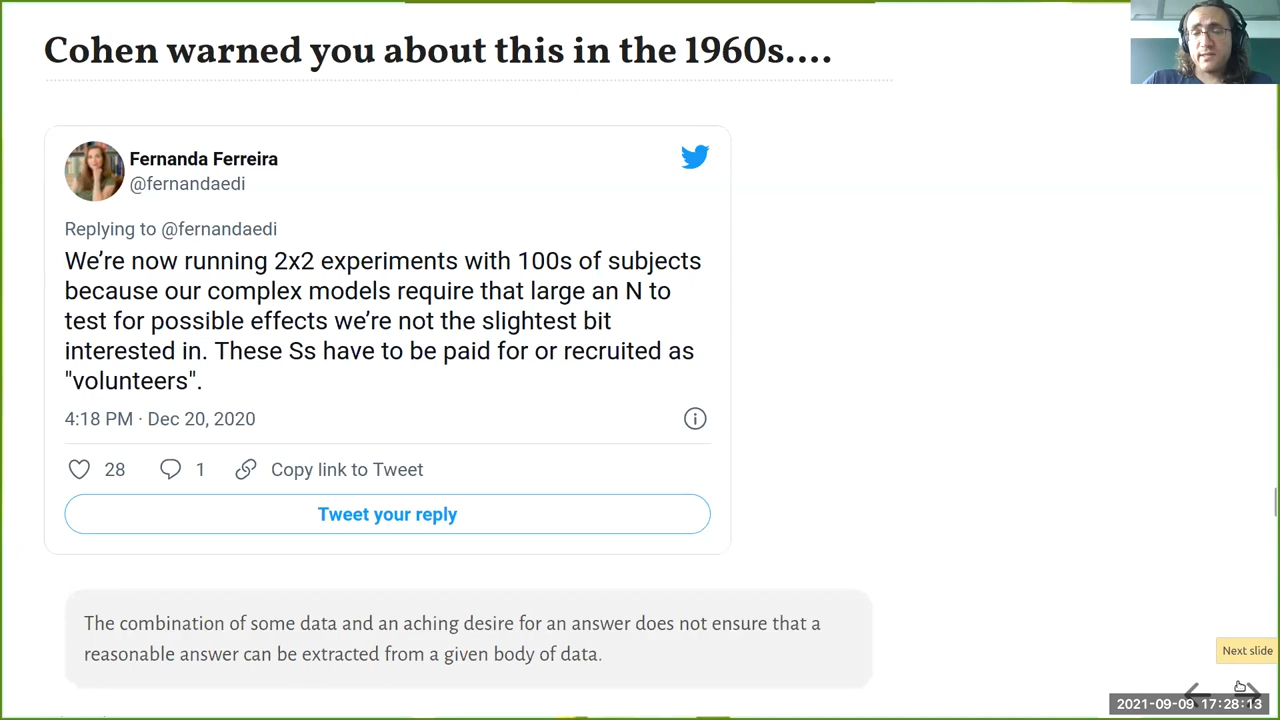 Cohen warned you about this in the 1960s....
Fernanda Ferreira
@fernandaedi
Replying to @fernandaedi
We’re now running 2x2 experiments with 100s of subjects
because our complex models require that large an N to
test for possible effects we’re not the slightest bit
interested in. These Ss have to be paid for or recruited as
"volunteers".
4:18 PM · Dec 20, 2020
28
1
Copy link to Tweet
Tweet your reply
The combination of some data and an aching desire for an answer does not ensure that a
reasonable answer can be extracted from a given body of data.
Next slide
2021-09-09 17:28:13